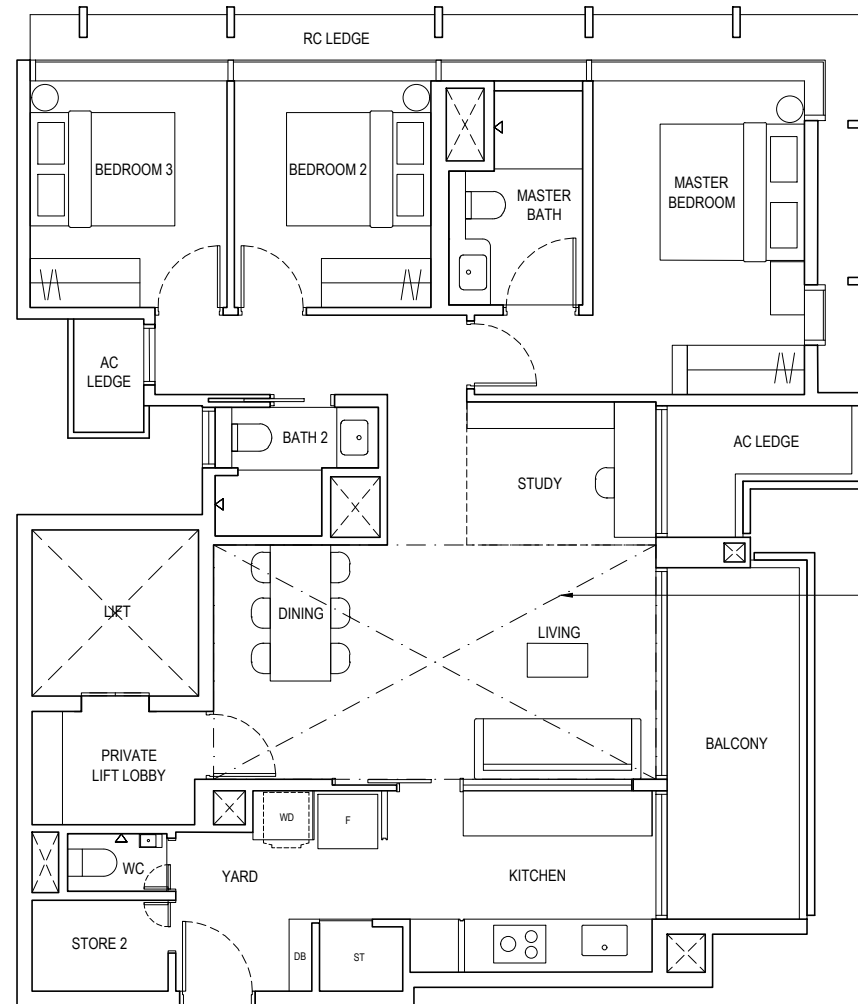 RC LEDGE
BEDROOM 3
BEDROOM 2
MASTER
BATH
MASTER
BEDROOM
AC
LEDGE
BATH 2
AC LEDGE
STUDY
LIFT
DINING
LIVING
PRIVATE
LIFT LOBBY
BALCONY
WD
F
WC
YARD
KITCHEN
STORE 2
DB
ST